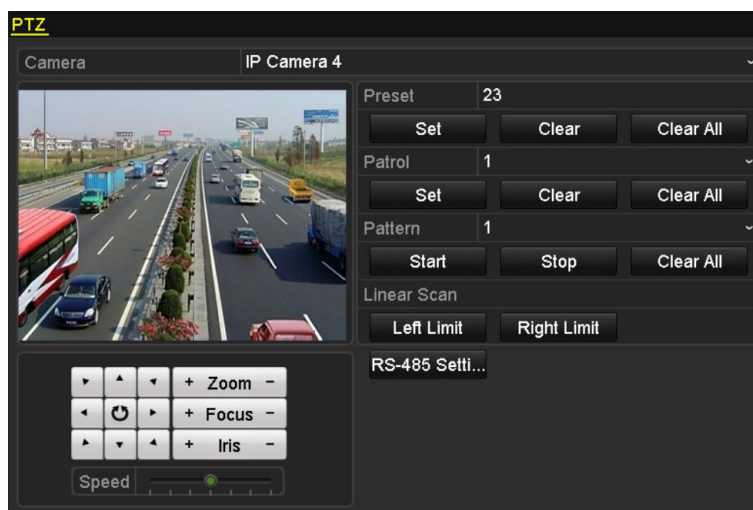 PTZ
Camera IP Camera 4
Preset 23
Set Clear Clear All
Patrol 1
Set Clear Clear All
Pattern 1
Start Stop Clear All
Linear Scan
Left Limit Right Limit
RS-485 Setti...
+ Zoom -
+ Focus -
+ Iris -
Speed